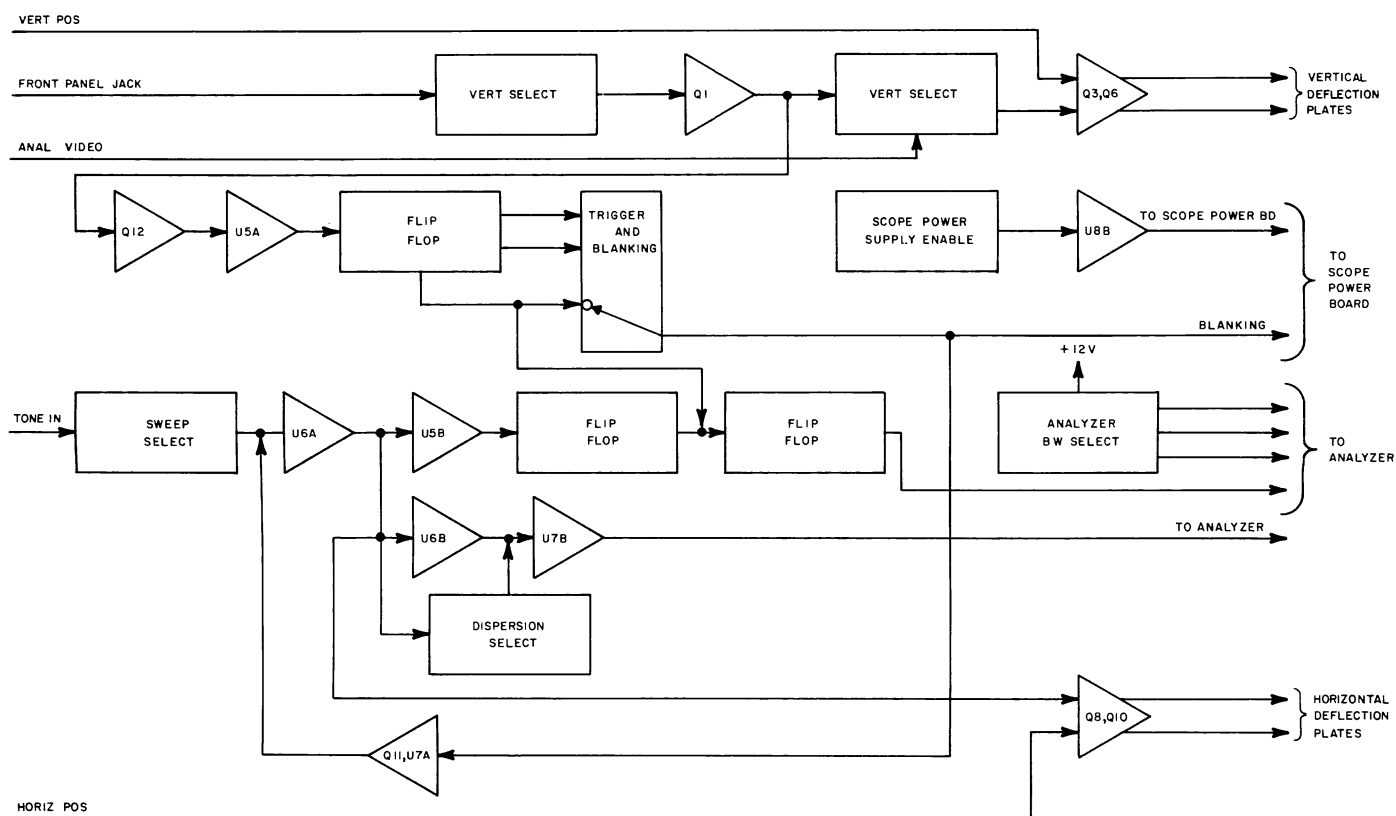 VERT POS
FRONT PANEL JACK
VERT SELECT
Q1
VERT SELECT
Q3,Q6
VERTICAL
DEFLECTION
PLATES
ANAL VIDEO
Q12
U5A
FLIP
FLOP
TRIGGER
AND
BLANKING
SCOPE POWER
SUPPLY ENABLE
U8B
TO SCOPE POWER BD
TO
SCOPE
POWER
BOARD
BLANKING
+12V
TONE IN
SWEEP
SELECT
U6A
U5B
FLIP
FLOP
FLIP
FLOP
ANALYZER
BW SELECT
TO
ANALYZER
U6B
U7B
TO ANALYZER
DISPERSION
SELECT
Q8,Q10
HORIZONTAL
DEFLECTION
PLATES
Q11,U7A
HORIZ POS